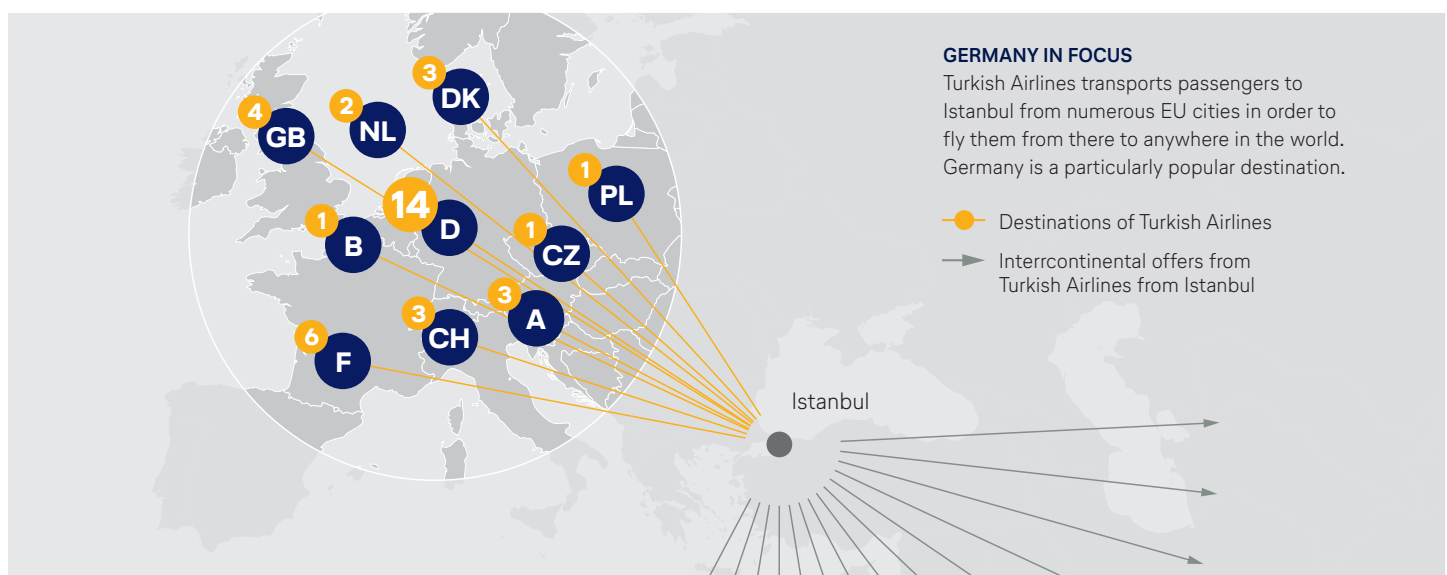 GERMANY IN FOCUS
Turkish Airlines transports passengers to
Istanbul from numerous EU cities in order to
fly them from there to anywhere in the world.
Germany is a particularly popular destination.
Destinations of Turkish Airlines
Interrcontinental offers from
Turkish Airlines from Istanbul
3
DK
2
NL
4
GB
1
PL
14
D
1
B
1
CZ
3
A
3
CH
6
F
Istanbul